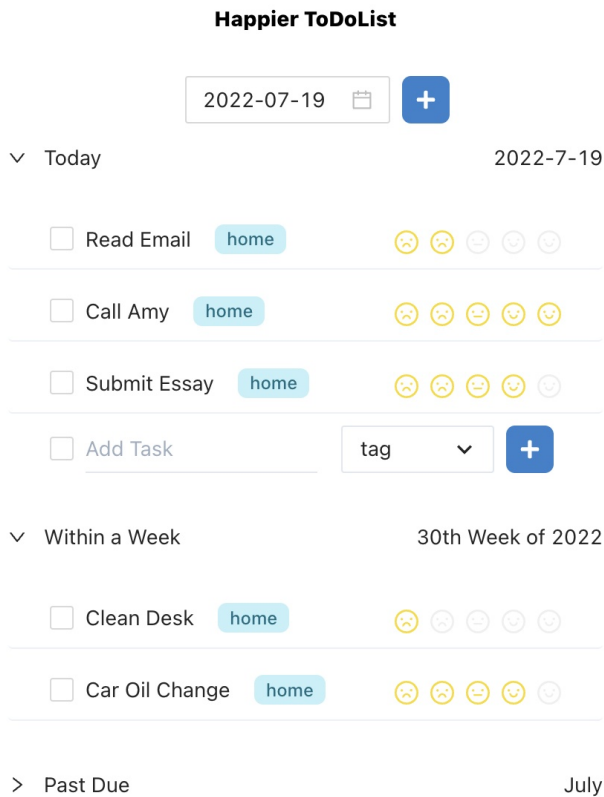 Happier ToDoList
2022-07-19
Today 2022-7-19
Read Email home
Call Amy home
Submit Essay home
Add Task tag
Within a Week 30th Week of 2022
Clean Desk home
Car Oil Change home
Past Due July